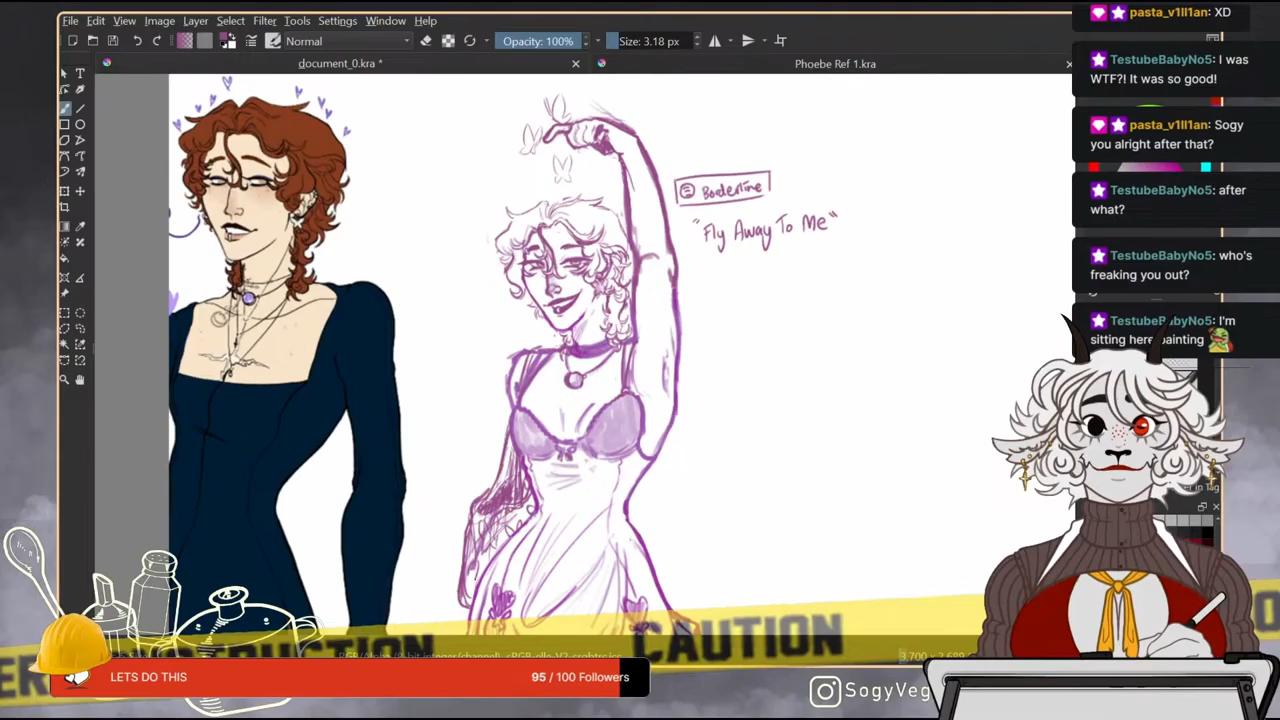 File Edit View Image Layer Select Filter Tools Settings Window Help
Normal
Opacity: 100%
Size: 3.18 px
document_0.kra *
Phoebe Ref 1.kra
Borderline
"Fly Away To Me"
pasta_v1l1an: XD
TestubeBabyNo5: I was
WTF?! It was so good!
pasta_v1l1an: Sogy
you alright after that?
TestubeBabyNo5: after
what?
TestubeBabyNo5: who's
freaking you out?
TestubeBabyNo5: I'm
sitting here painting
CAUTION
LETS DO THIS
95 / 100 Followers
SogyVeg